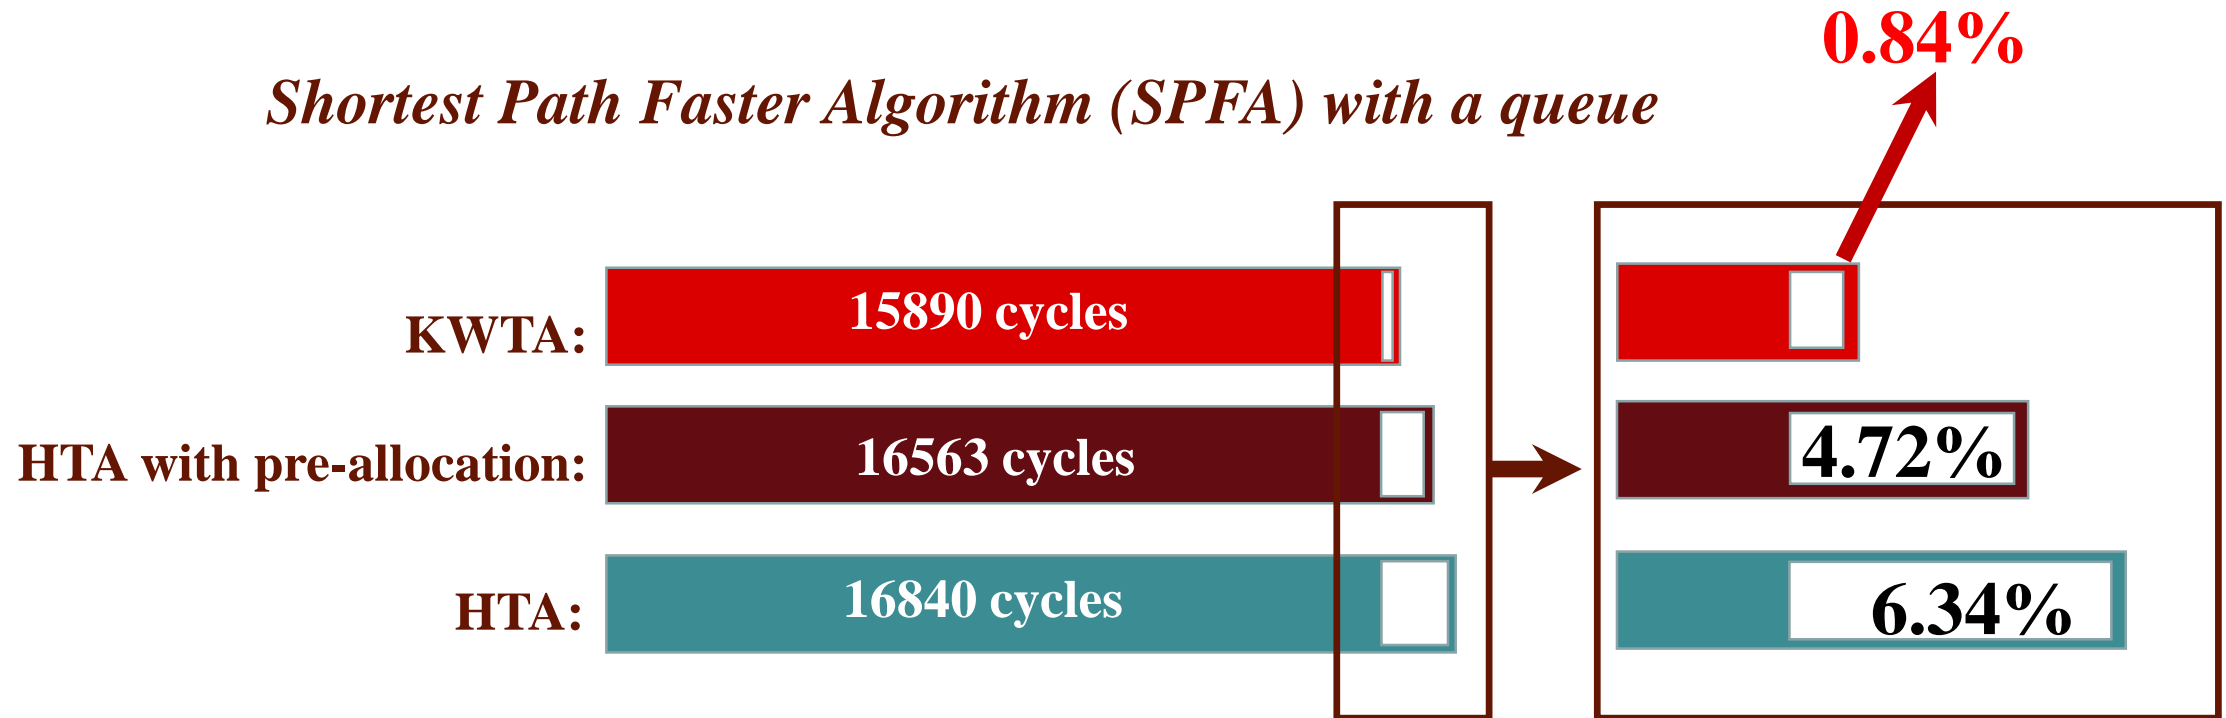 0.84%
Shortest Path Faster Algorithm (SPFA) with a queue
KWTA:
15890 cycles
HTA with pre-allocation:
16563 cycles
4.72%
HTA:
16840 cycles
6.34%